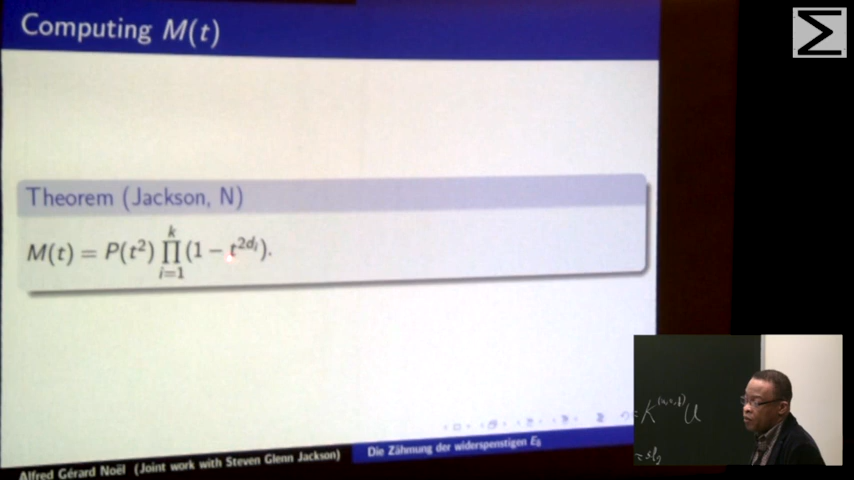 Computing M(t)
Σ
Theorem (Jackson, N)
M(t) = P(t²) ∏_{i=1}^{k} (1 − t^{2d_i}).
= K^{(u,e,f)} U
= sl₂
Alfred Gérard Noël (Joint work with Steven Glenn Jackson)
Die Zähmung der widerspenstigen E₈